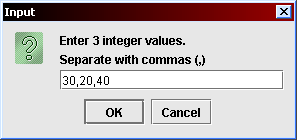 Input
Enter 3 integer values.
Separate with commas (,)
30,20,40
OK Cancel